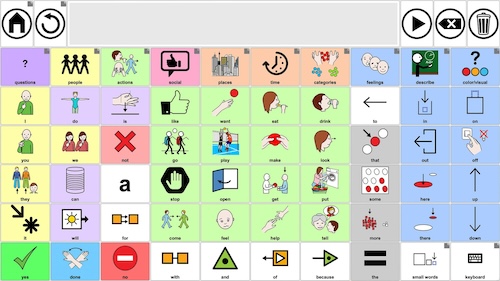 ? ?
questions people actions social places time categories feelings describe color/visual
I do is like want eat drink to in on
you we not go play make look that out off
they can a stop open get put some here up
it will for come feel help tell more there down
yes done no with and of because the small words keyboard